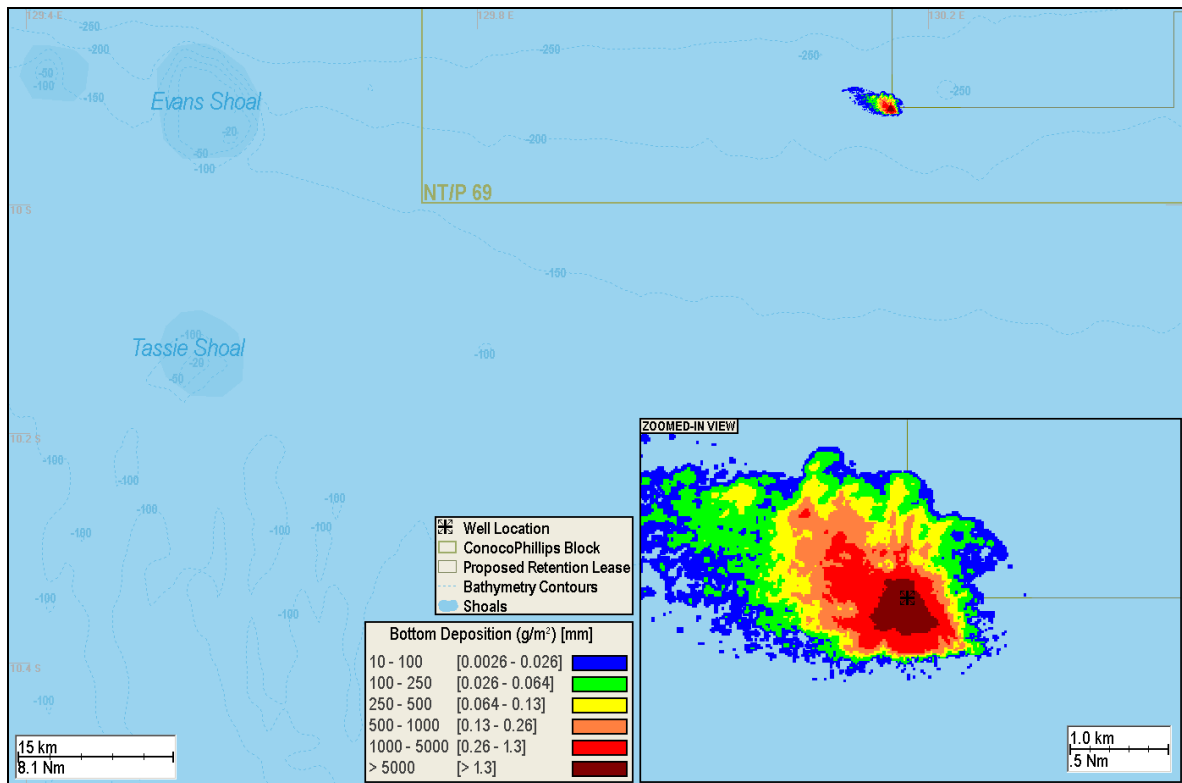 129.4 E
129.8 E
130.2 E
-250
-200
-50
-100
-150
Evans Shoal
-20
-50
-100
-250
-250
-250
-200
NT/P 69
10 S
-150
-100
Tassie Shoal
-20
-50
-100
10.2 S
-100
-100
-100
-100
-100
-100
-100
-100
10.4 S
-100
ZOOMED-IN VIEW
Well Location
ConocoPhillips Block
Proposed Retention Lease
Bathymetry Contours
Shoals
Bottom Deposition (g/m²) [mm]
10 - 100 [0.0026 - 0.026]
100 - 250 [0.026 - 0.064]
250 - 500 [0.064 - 0.13]
500 - 1000 [0.13 - 0.26]
1000 - 5000 [0.26 - 1.3]
> 5000 [> 1.3]
15 km
8.1 Nm
1.0 km
.5 Nm